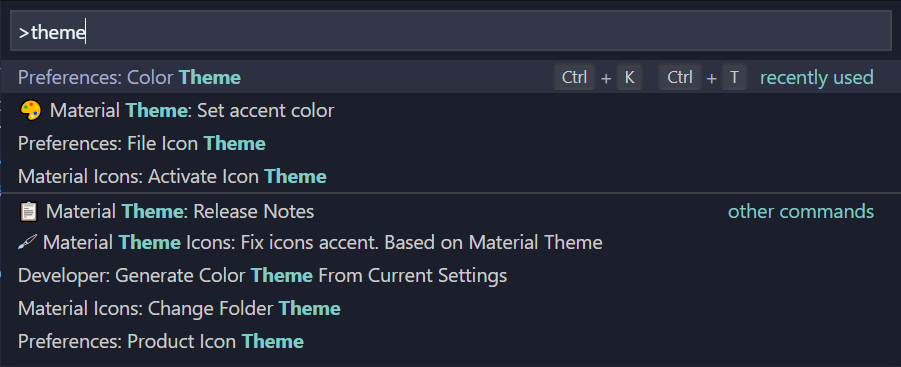 >theme
Preferences: Color Theme Ctrl + K Ctrl + T recently used
🎨 Material Theme: Set accent color
Preferences: File Icon Theme
Material Icons: Activate Icon Theme
📋 Material Theme: Release Notes other commands
🖌 Material Theme Icons: Fix icons accent. Based on Material Theme
Developer: Generate Color Theme From Current Settings
Material Icons: Change Folder Theme
Preferences: Product Icon Theme